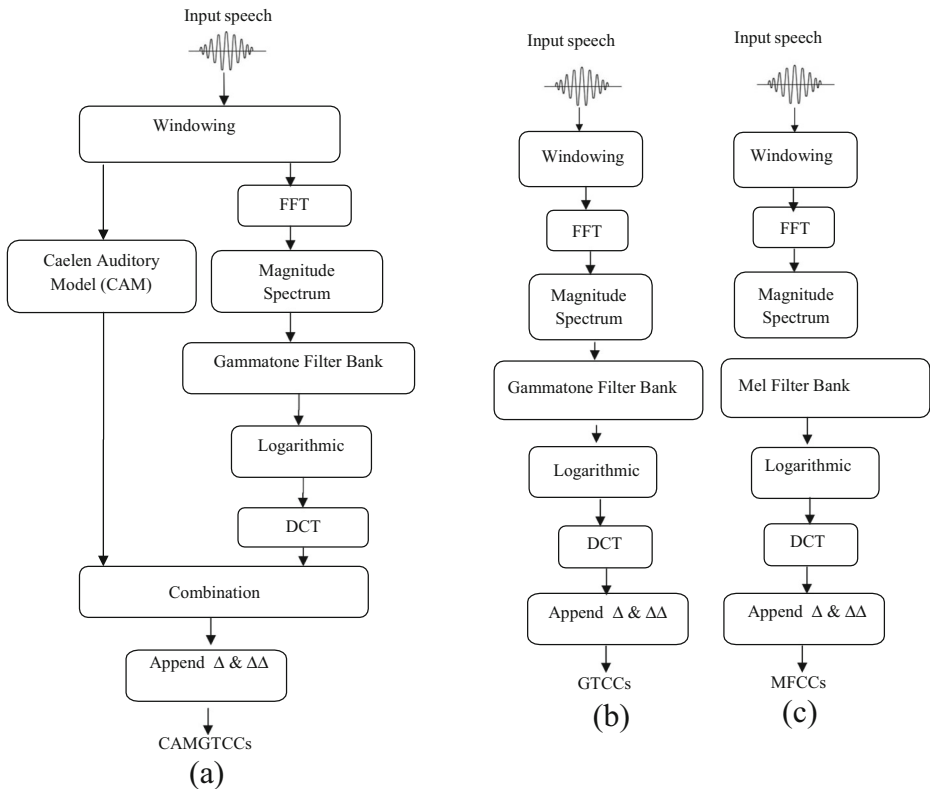 Input speech
Windowing
FFT
Caelen Auditory
Model (CAM)
Magnitude
Spectrum
Gammatone Filter Bank
Logarithmic
DCT
Combination
Append Δ & ΔΔ
CAMGTCCs
(a)
Input speech
Windowing
FFT
Magnitude
Spectrum
Gammatone Filter Bank
Logarithmic
DCT
Append Δ & ΔΔ
GTCCs
(b)
Input speech
Windowing
FFT
Magnitude
Spectrum
Mel Filter Bank
Logarithmic
DCT
Append Δ & ΔΔ
MFCCs
(c)